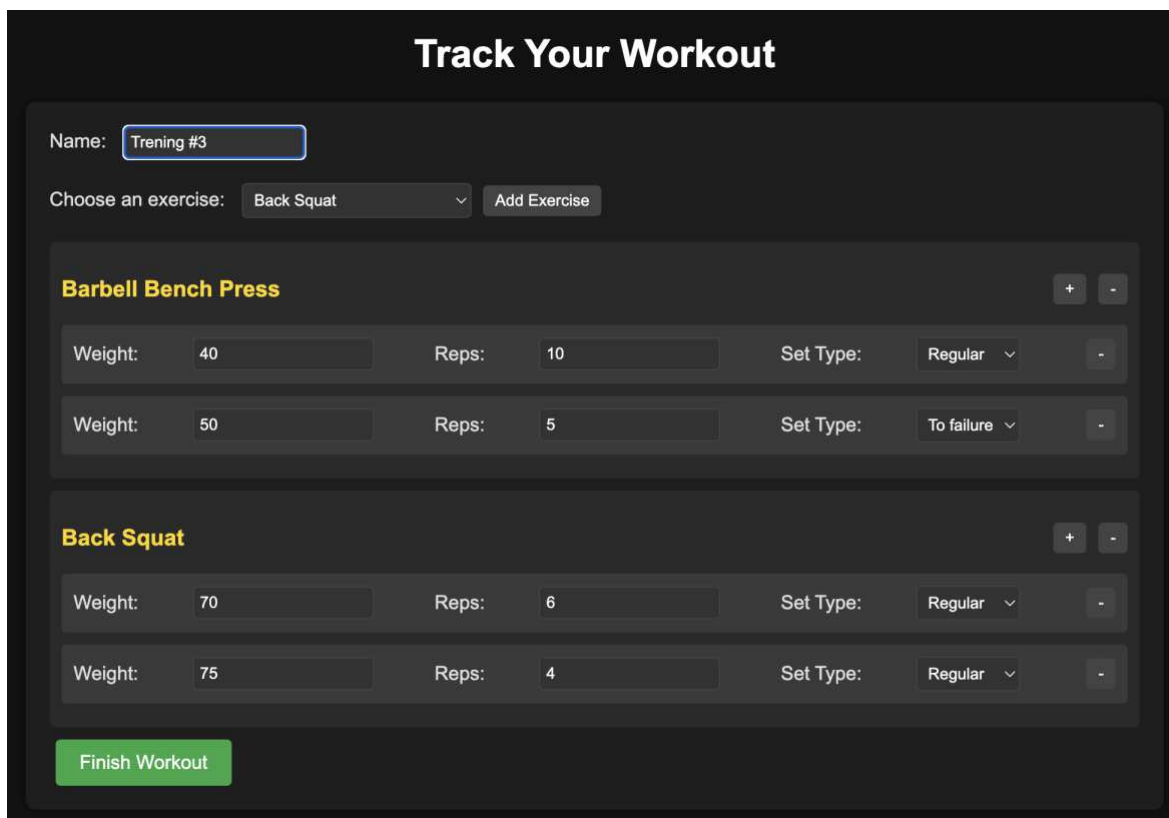 Track Your Workout
Name: Trening #3
Choose an exercise: Back Squat Add Exercise
Barbell Bench Press + -
Weight: 40 Reps: 10 Set Type: Regular -
Weight: 50 Reps: 5 Set Type: To failure -
Back Squat + -
Weight: 70 Reps: 6 Set Type: Regular -
Weight: 75 Reps: 4 Set Type: Regular -
Finish Workout